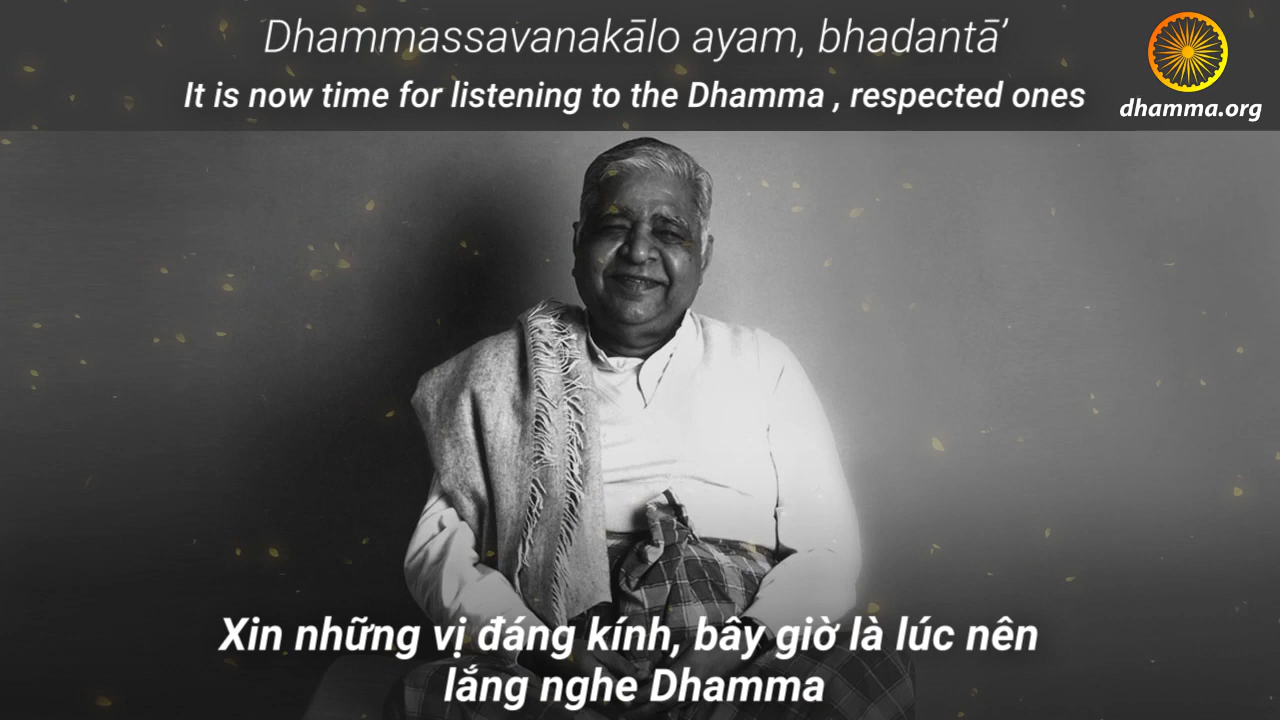 Dhammassavanakālo ayam, bhadantā’
It is now time for listening to the Dhamma , respected ones
dhamma.org
Xin những vị đáng kính, bây giờ là lúc nên
lắng nghe Dhamma